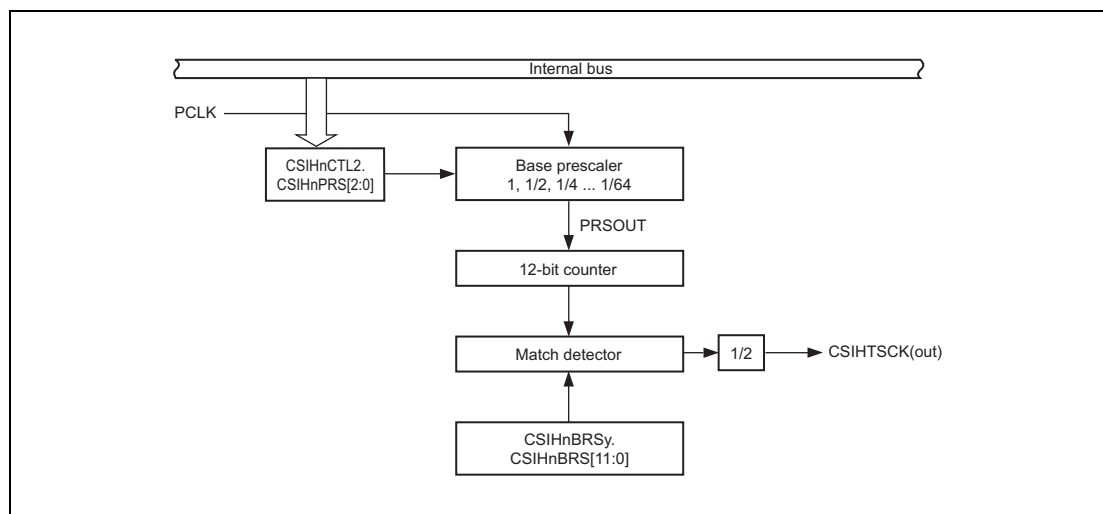 Internal bus
PCLK
CSIHnCTL2.
CSIHnPRS[2:0]
Base prescaler
1, 1/2, 1/4 ... 1/64
PRSOUT
12-bit counter
Match detector
1/2
CSIHTSCK(out)
CSIHnBRSy.
CSIHnBRS[11:0]